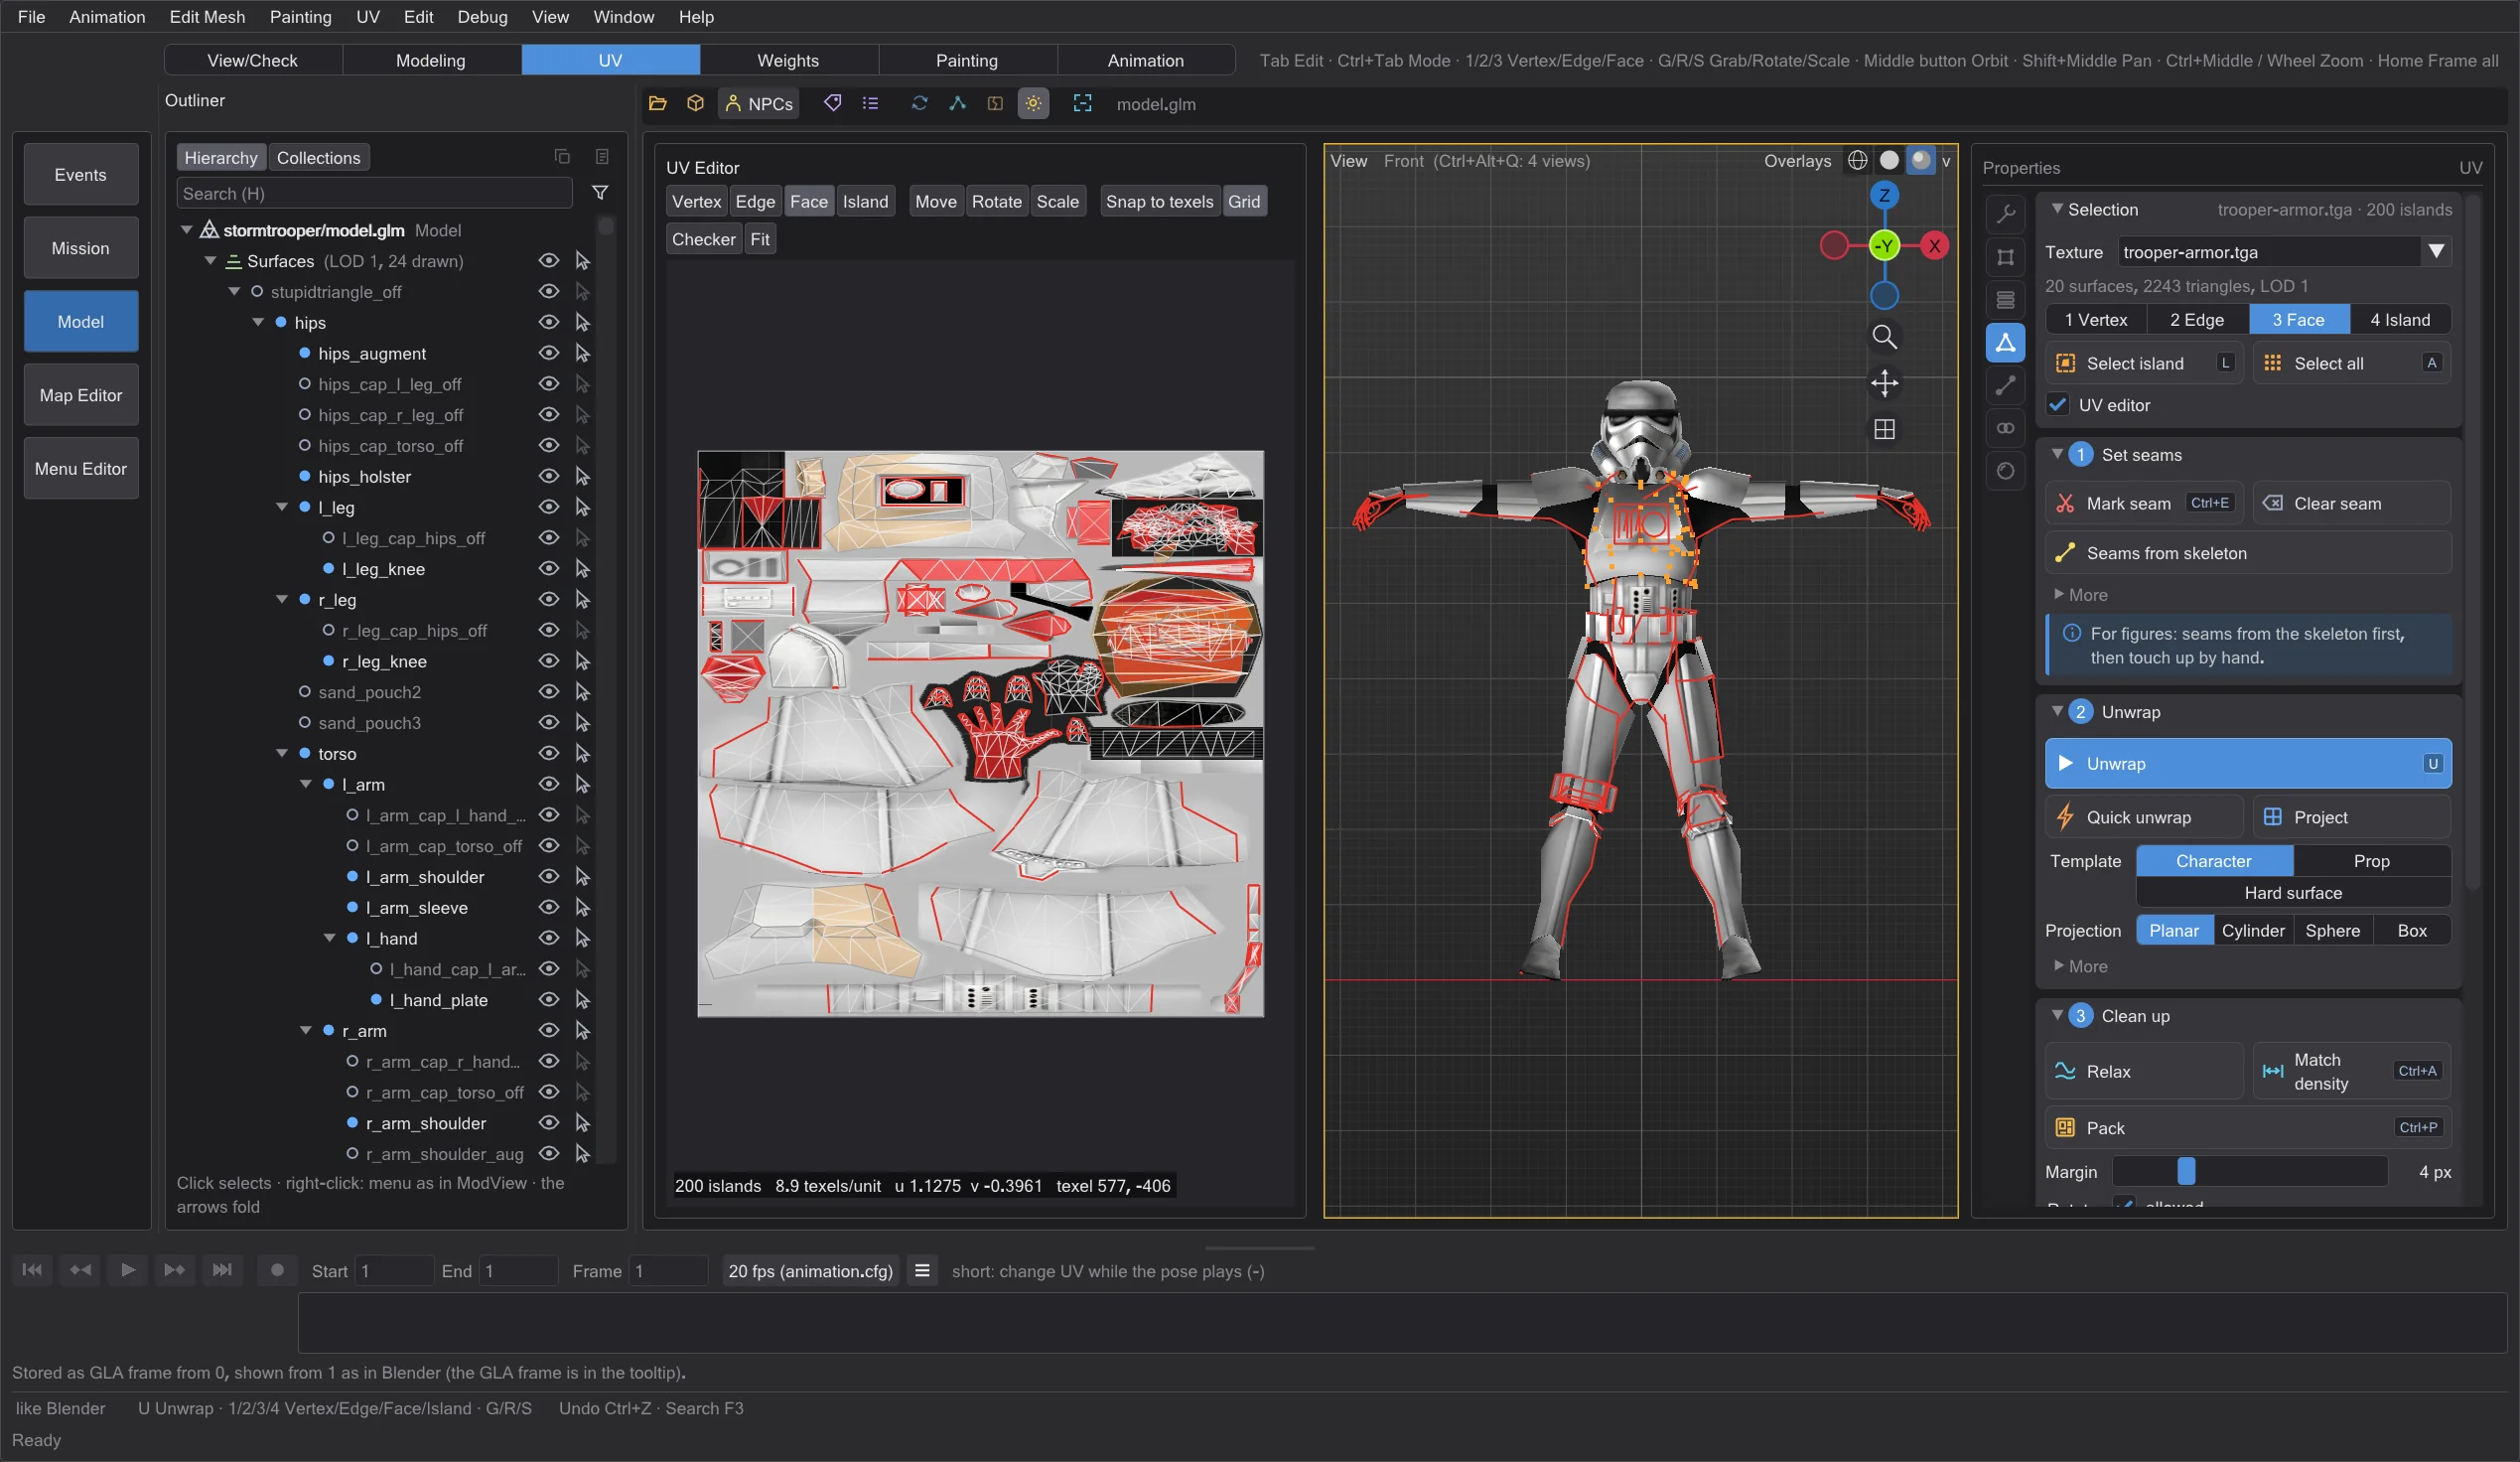 File Animation Edit Mesh Painting UV Edit Debug View Window Help
View/Check Modeling UV Weights Painting Animation Tab Edit · Ctrl+Tab Mode · 1/2/3 Vertex/Edge/Face · G/R/S Grab/Rotate/Scale · Middle button Orbit · Shift+Middle Pan · Ctrl+Middle / Wheel Zoom · Home Frame all
Outliner
NPCs model.glm
Events
Mission
Model
Map Editor
Menu Editor
Hierarchy Collections
Search (H)
stormtrooper/model.glm Model
Surfaces (LOD 1, 24 drawn)
stupidtriangle_off
hips
hips_augment
hips_cap_l_leg_off
hips_cap_r_leg_off
hips_cap_torso_off
hips_holster
l_leg
l_leg_cap_hips_off
l_leg_knee
r_leg
r_leg_cap_hips_off
r_leg_knee
sand_pouch2
sand_pouch3
torso
l_arm
l_arm_cap_l_hand_...
l_arm_cap_torso_off
l_arm_shoulder
l_arm_sleeve
l_hand
l_hand_cap_l_ar...
l_hand_plate
r_arm
r_arm_cap_r_hand...
r_arm_cap_torso_off
r_arm_shoulder
r_arm_shoulder_aug
Click selects · right-click: menu as in ModView · the
arrows fold
UV Editor
Vertex Edge Face Island Move Rotate Scale Snap to texels Grid
Checker Fit
200 islands 8.9 texels/unit u 1.1275 v -0.3961 texel 577, -406
View Front (Ctrl+Alt+Q: 4 views) Overlays v
Z
-Y X
Properties UV
Selection trooper-armor.tga · 200 islands
Texture trooper-armor.tga
20 surfaces, 2243 triangles, LOD 1
1 Vertex 2 Edge 3 Face 4 Island
Select island L Select all A
UV editor
1 Set seams
Mark seam Ctrl+E Clear seam
Seams from skeleton
More
For figures: seams from the skeleton first,
then touch up by hand.
2 Unwrap
Unwrap U
Quick unwrap Project
Template Character Prop
Hard surface
Projection Planar Cylinder Sphere Box
More
3 Clean up
Relax Match density Ctrl+A
Pack Ctrl+P
Margin 4 px
allowed
Start 1 End 1 Frame 1 20 fps (animation.cfg) short: change UV while the pose plays (-)
Stored as GLA frame from 0, shown from 1 as in Blender (the GLA frame is in the tooltip).
like Blender U Unwrap · 1/2/3/4 Vertex/Edge/Face/Island · G/R/S Undo Ctrl+Z · Search F3
Ready